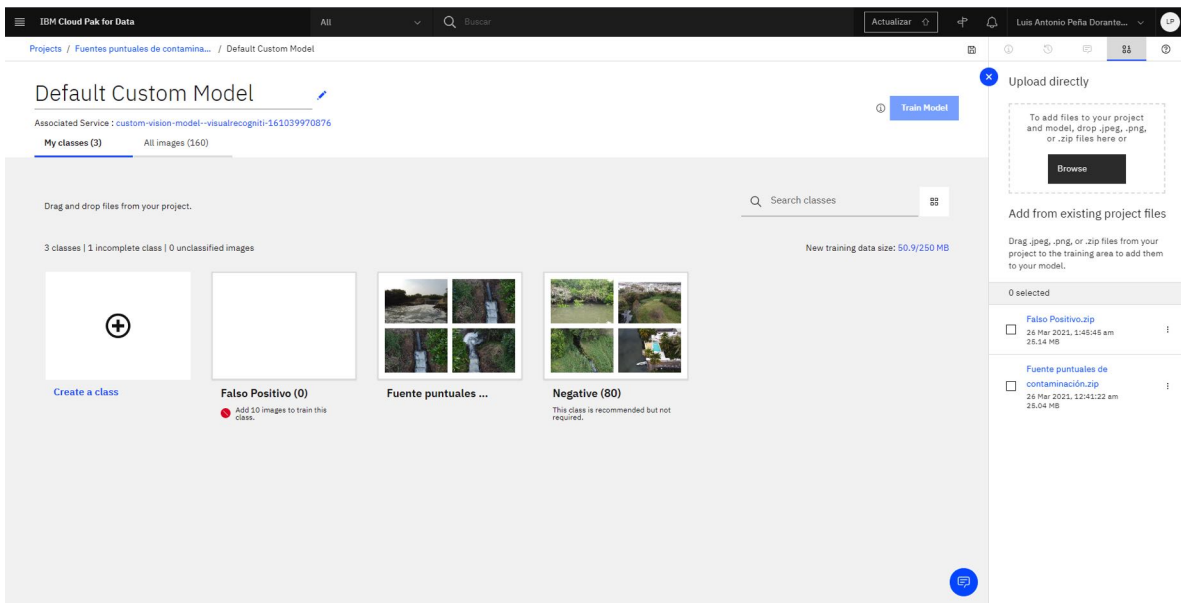 IBM Cloud Pak for Data
All
Buscar
Actualizar
Luis Antonio Peña Dorante...
LP
Projects / Fuentes puntuales de contamina... / Default Custom Model
Default Custom Model
Associated Service : custom-vision-model--visualrecogniti-161039970876
Train Model
My classes (3)
All images (160)
Drag and drop files from your project.
Search classes
3 classes | 1 incomplete class | 0 unclassified images
New training data size: 50.9/250 MB
Create a class
Falso Positivo (0)
Add 10 images to train this
class.
Fuente puntuales ...
Negative (80)
This class is recommended but not
required.
Upload directly
To add files to your project
and model, drop .jpeg, .png,
or .zip files here or
Browse
Add from existing project files
Drag .jpeg, .png, or .zip files from your
project to the training area to add them
to your model.
0 selected
Falso Positivo.zip
26 Mar 2021, 1:45:45 am
25.14 MB
Fuente puntuales de
contaminación.zip
26 Mar 2021, 12:41:22 am
25.04 MB